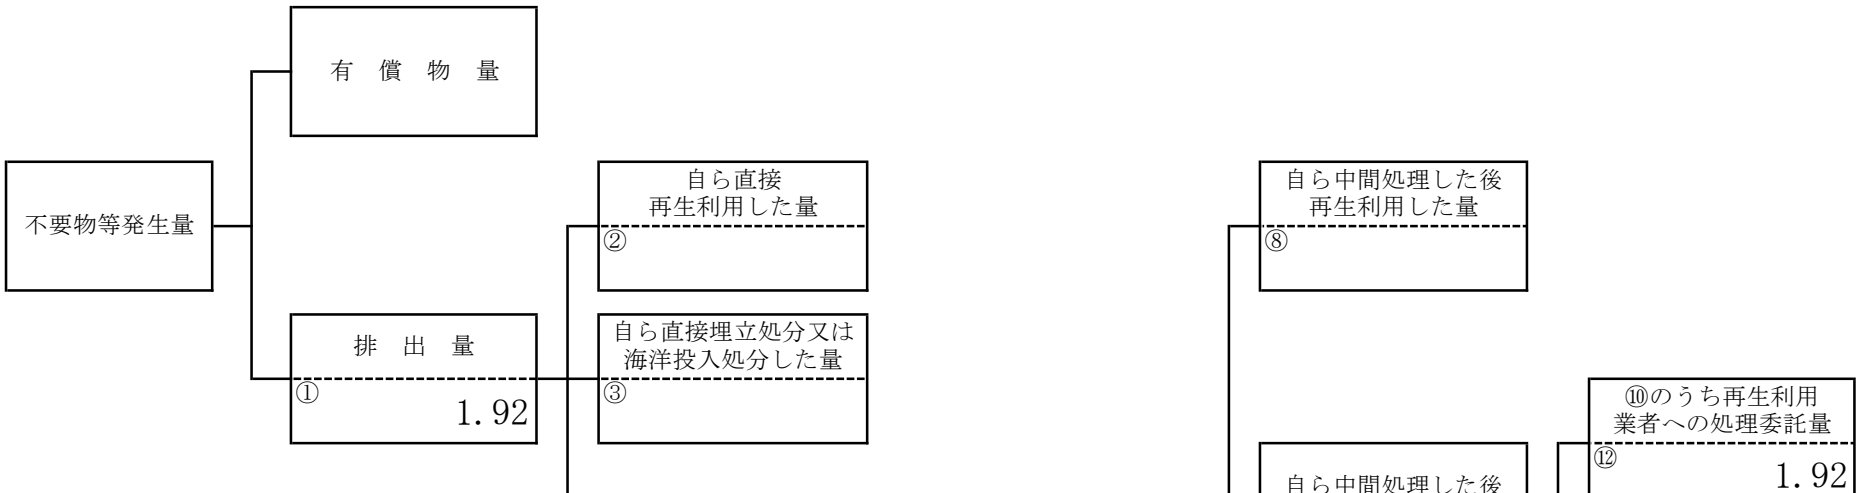 有　償　物　量
不要物等発生量
自ら直接
再生利用した量
②
自ら中間処理した後
再生利用した量
⑧
排　出　量
①
1.92
自ら直接埋立処分又は
海洋投入処分した量
③
⑩のうち再生利用
業者への処理委託量
⑫
1.92
自ら中間処理した後